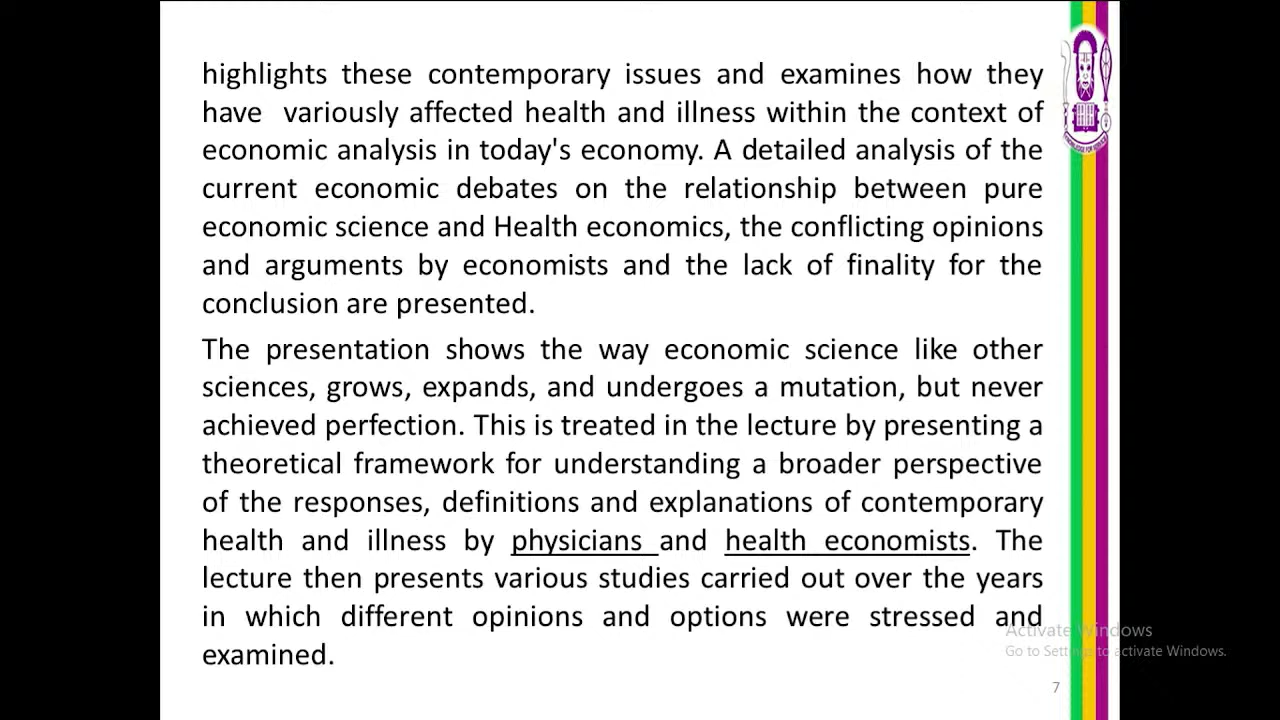 highlights these contemporary issues and examines how they
have variously affected health and illness within the context of
economic analysis in today's economy. A detailed analysis of the
current economic debates on the relationship between pure
economic science and Health economics, the conflicting opinions
and arguments by economists and the lack of finality for the
conclusion are presented.
The presentation shows the way economic science like other
sciences, grows, expands, and undergoes a mutation, but never
achieved perfection. This is treated in the lecture by presenting a
theoretical framework for understanding a broader perspective
of the responses, definitions and explanations of contemporary
health and illness by physicians and health economists. The
lecture then presents various studies carried out over the years
in which different opinions and options were stressed and
examined.
Activate Windows
Go to Settings to activate Windows.
7